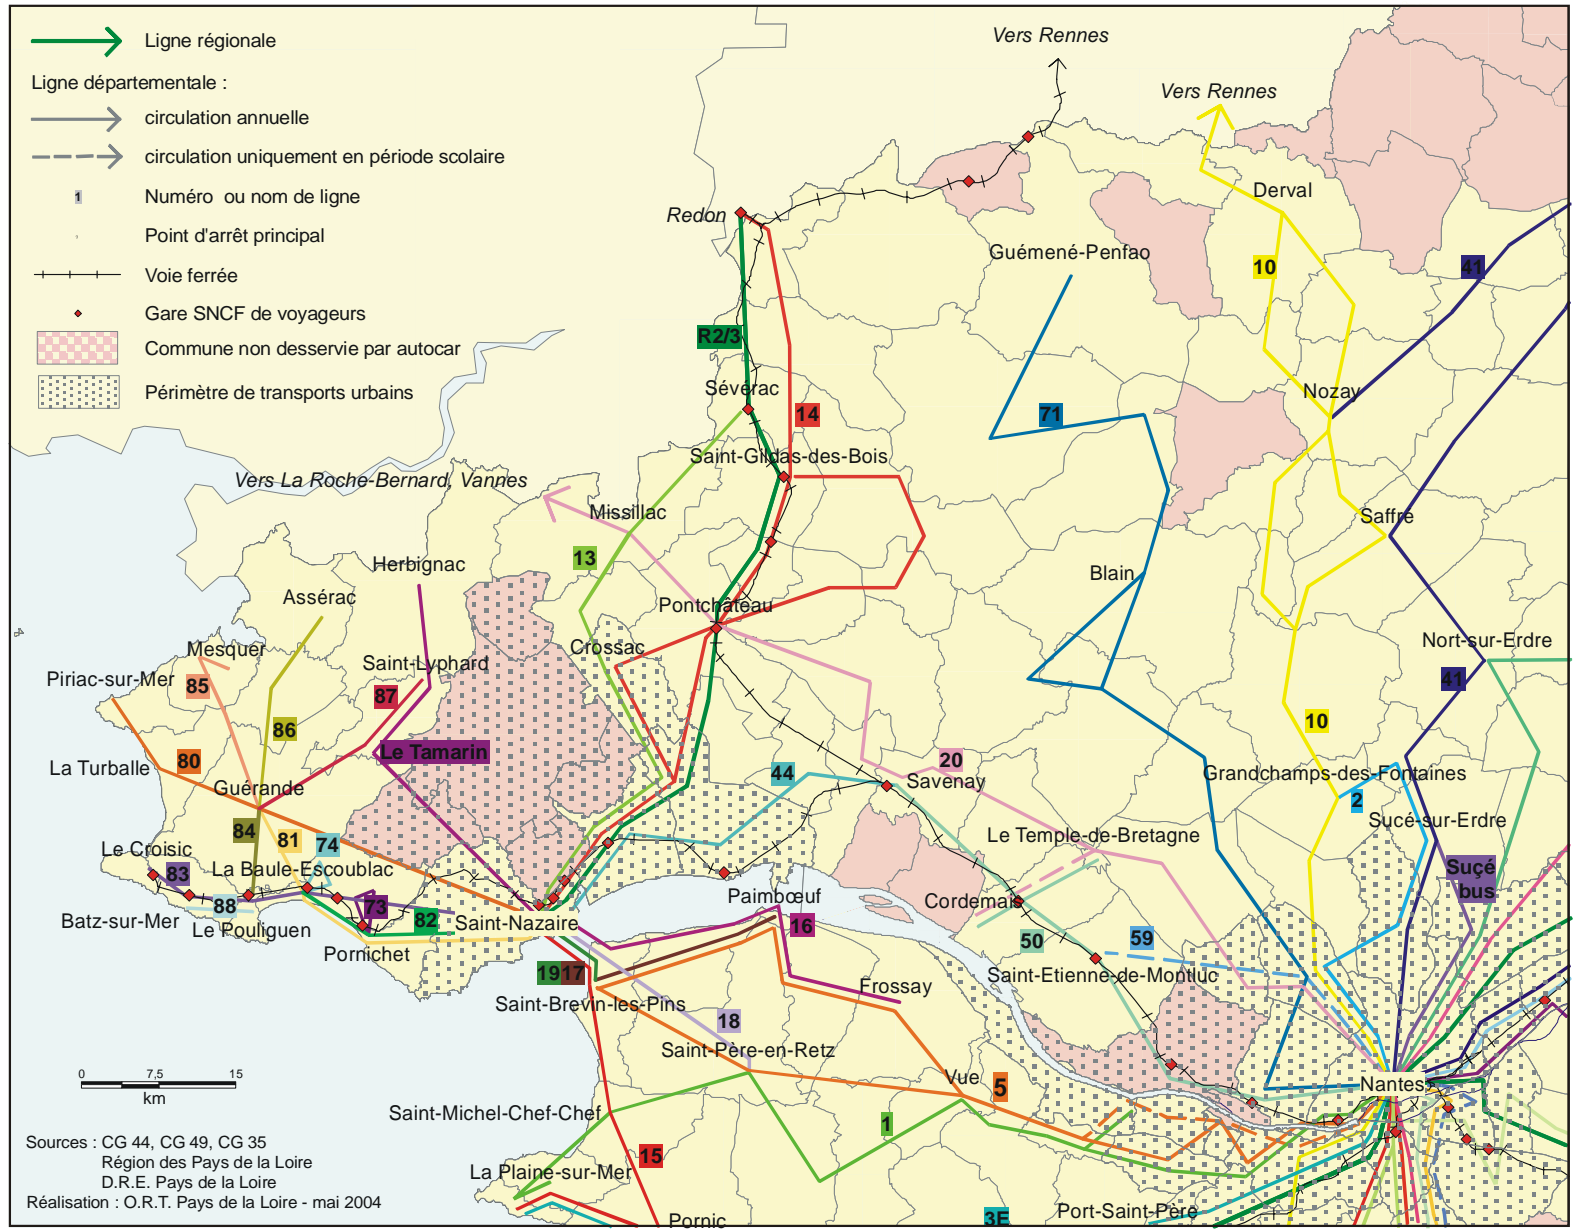 Ligne régionale
Ligne départementale :
circulation annuelle
circulation uniquement en période scolaire
1
Numéro ou nom de ligne
Point d'arrêt principal
Voie ferrée
Gare SNCF de voyageurs
Commune non desservie par autocar
Périmètre de transports urbains
Vers Rennes
Vers Rennes
Derval
Redon
Guémené-Penfao
10
41
R2/3
Sévérac
Nozay
14
71
Saint-Gildas-des-Bois
Vers La Roche-Bernard, Vannes
Missillac
Saffré
13
Herbignac
Blain
Assérac
Pontchâteau
Crossac
Mesquer
Saint-Lyphard
Nort-sur-Erdre
Piriac-sur-Mer
85
87
41
86
10
Le Tamarin
80
La Turballe
20
44
Savenay
Grandchamps-des-Fontaines
Guérande
2
Sucé-sur-Erdre
84
81
74
Le Temple-de-Bretagne
Le Croisic
83
La Baule-Escoublac
Suçé
bus
Paimbœuf
Cordemais
88
73
82
16
Batz-sur-Mer
Le Pouliguen
Saint-Nazaire
50
59
Pornichet
19
17
Saint-Etienne-de-Montluc
Frossay
Saint-Brevin-les-Pins
18
Saint-Père-en-Retz
Vue
5
Nantes
0
7,5
15
km
Saint-Michel-Chef-Chef
1
15
Sources : CG 44, CG 49, CG 35
Région des Pays de la Loire
D.R.E. Pays de la Loire
Réalisation : O.R.T. Pays de la Loire - mai 2004
La Plaine-sur-Mer
Pornic
3E
Port-Saint-Père